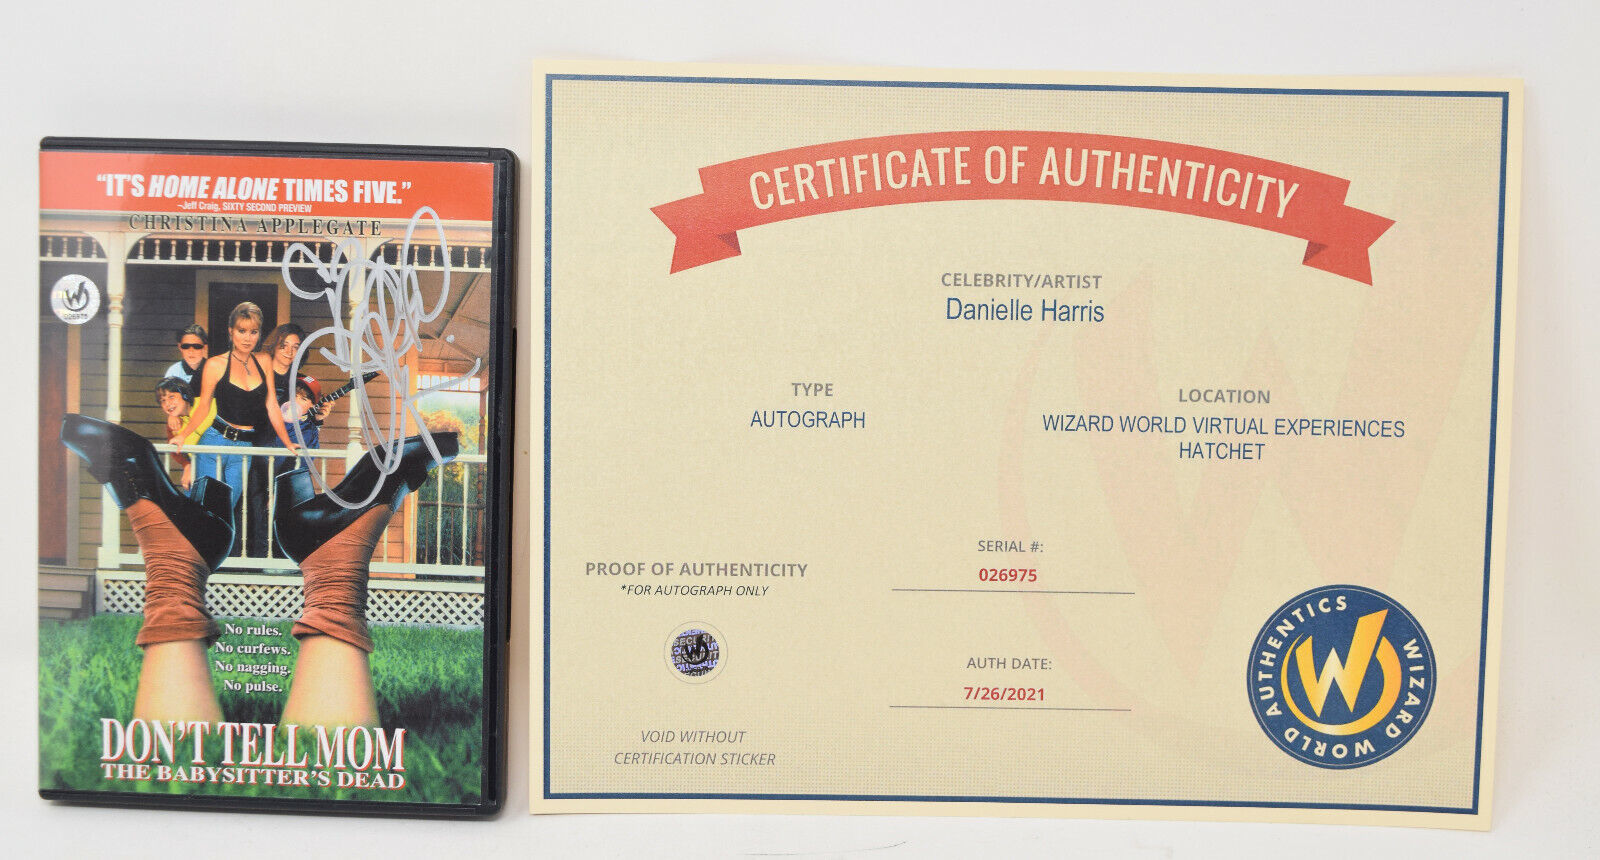 "IT'S HOME ALONE TIMES FIVE."
–Jeff Craig, SIXTY SECOND PREVIEW
CHRISTINA APPLEGATE
W
026975
No rules.
No curfews.
No nagging.
No pulse.
DON'T TELL MOM
THE BABYSITTER'S DEAD
CERTIFICATE OF AUTHENTICITY
CELEBRITY/ARTIST
Danielle Harris
TYPE
AUTOGRAPH
LOCATION
WIZARD WORLD VIRTUAL EXPERIENCES
HATCHET
PROOF OF AUTHENTICITY
*FOR AUTOGRAPH ONLY
VOID WITHOUT
CERTIFICATION STICKER
SERIAL #:
026975
AUTH DATE:
7/26/2021
WIZARD WORLD AUTHENTICS
W